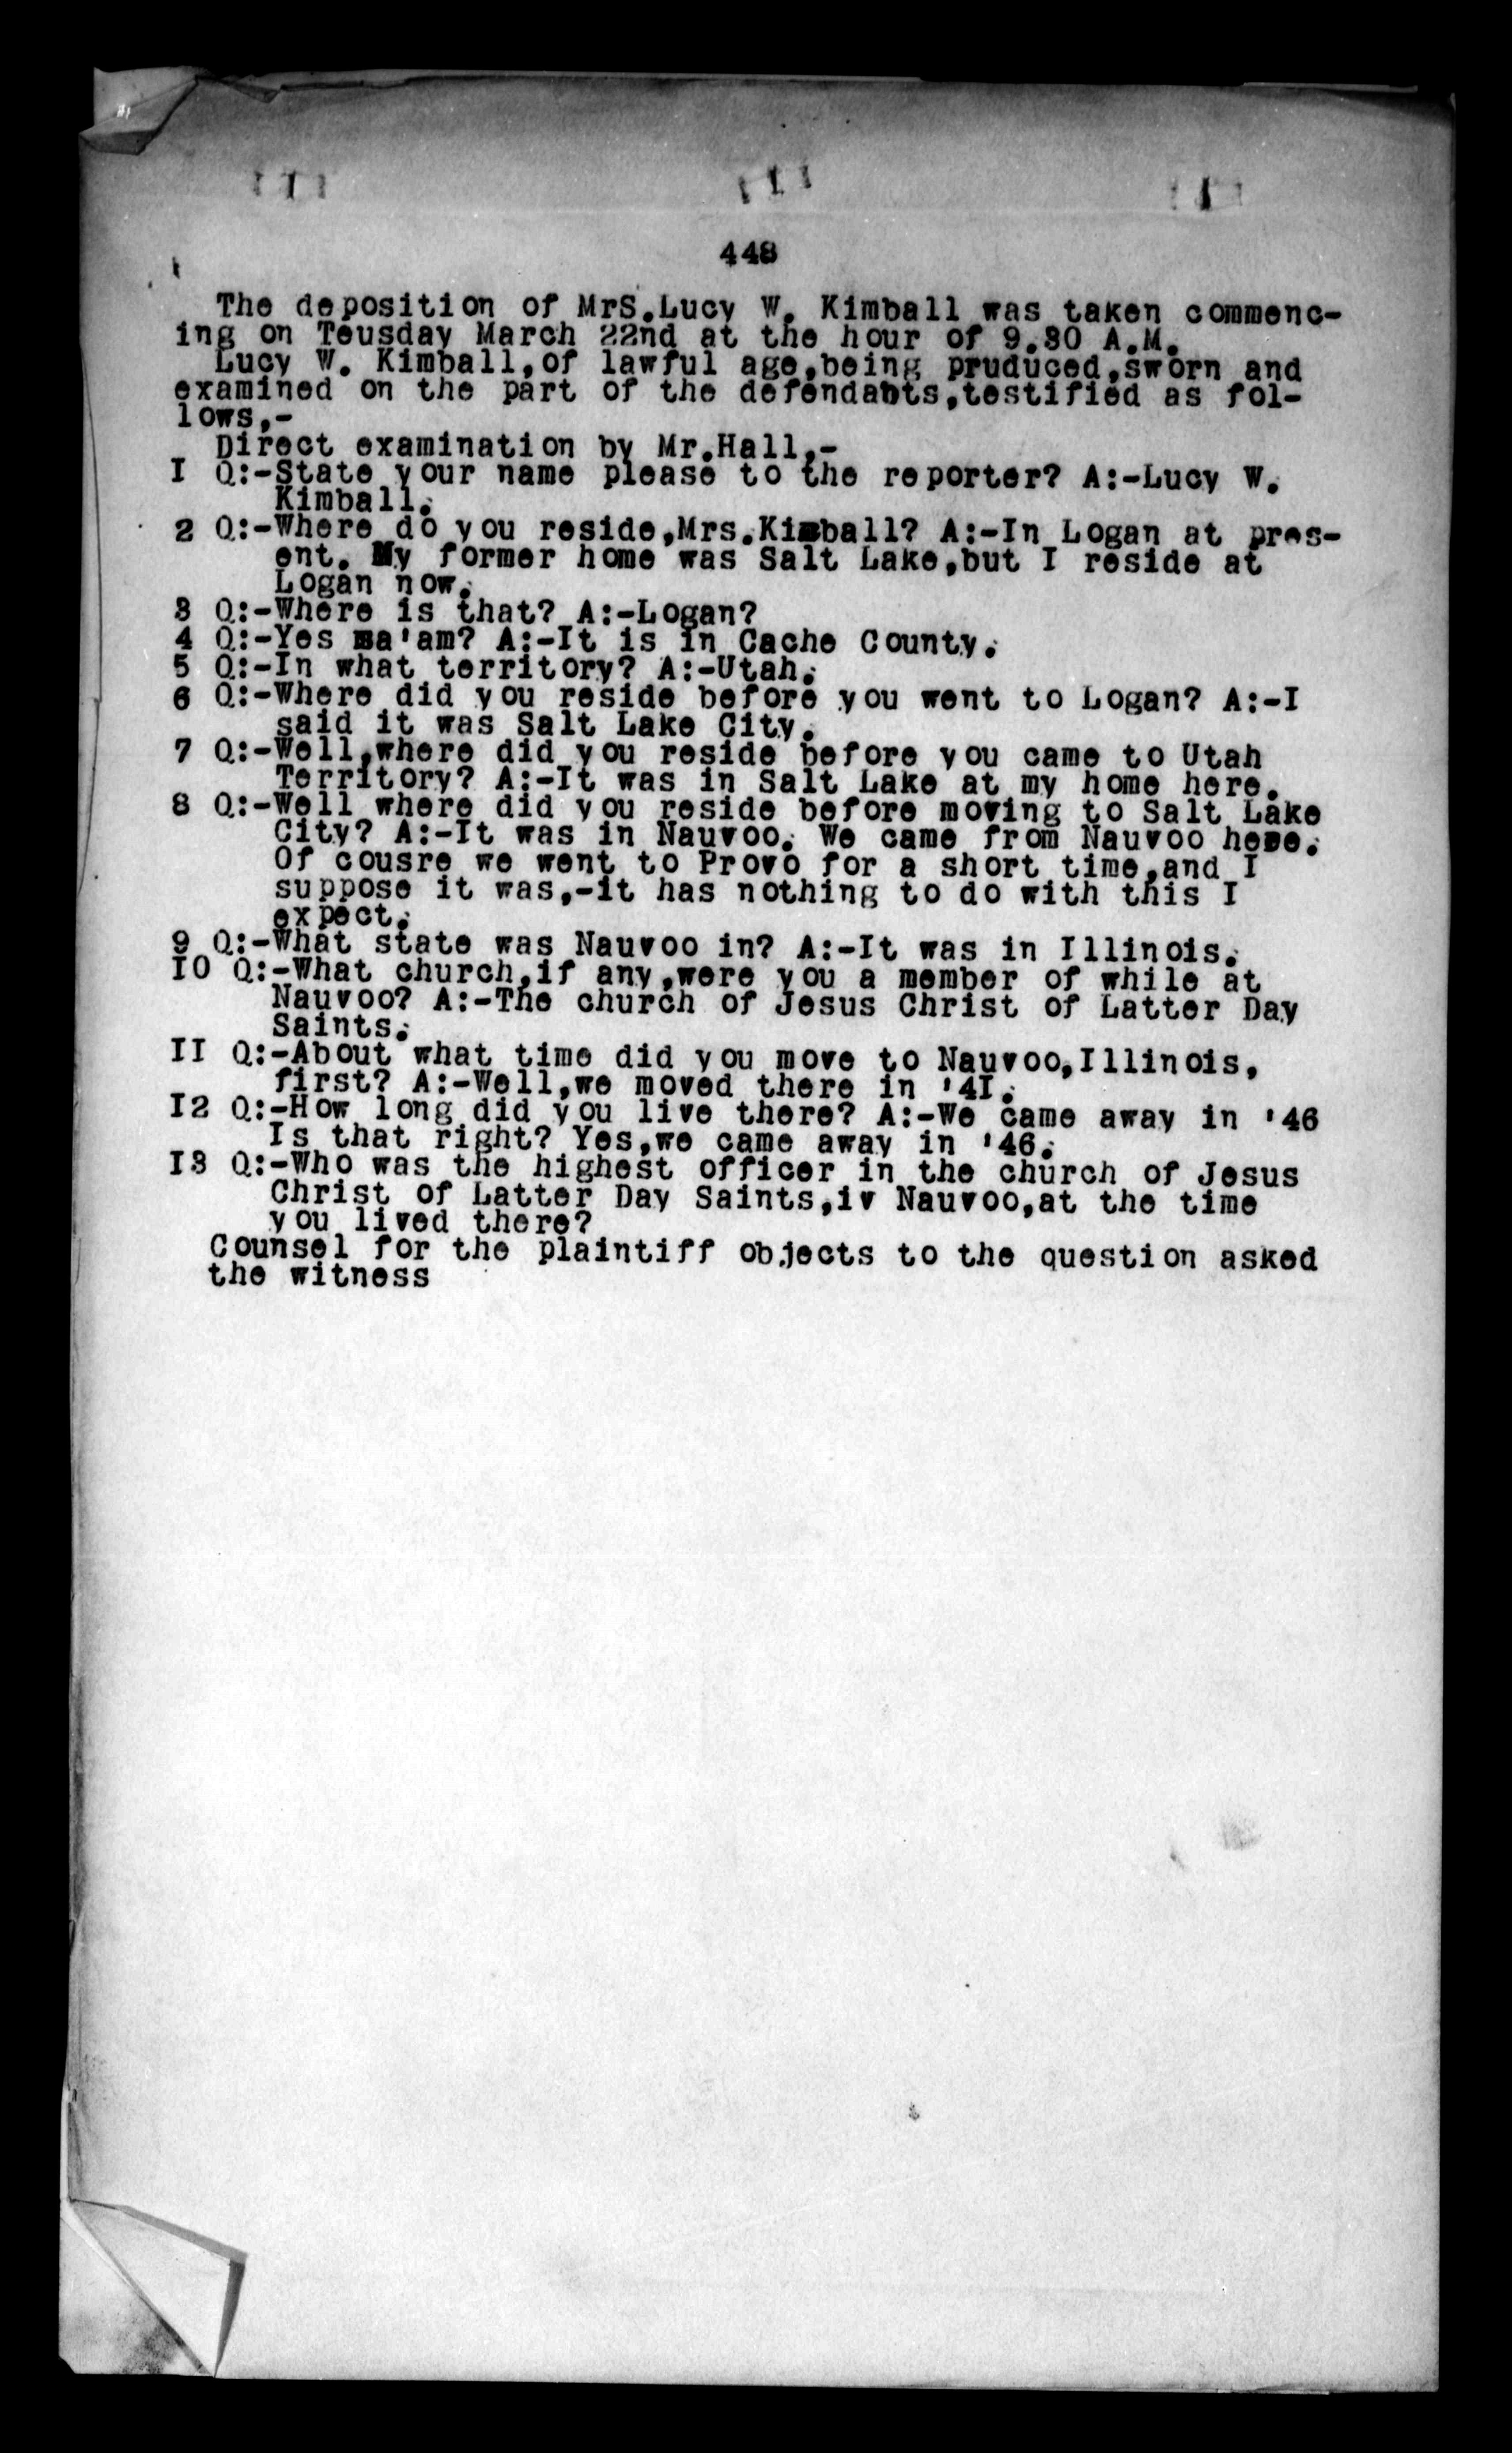 448
The deposition of MrS.Lucy W. Kimball was taken commenc-
ing on Teusday March 22nd at the hour of 9.30 A.M.
Lucy W. Kimball,of lawful age,being pruduced,sworn and
examined on the part of the defendants,testified as fol-
lows,-
Direct examination by Mr.Hall,-
I Q:-State your name please to the reporter? A:-Lucy W.
Kimball.
2 Q:-Where do you reside,Mrs.Kimball? A:-In Logan at pres-
ent. My former home was Salt Lake,but I reside at
Logan now.
3 Q:-Where is that? A:-Logan?
4 Q:-Yes ma'am? A:-It is in Cache County.
5 Q:-In what territory? A:-Utah.
6 Q:-Where did you reside before you went to Logan? A:-I
said it was Salt Lake City.
7 Q:-Well,where did you reside before you came to Utah
Territory? A:-It was in Salt Lake at my home here.
8 Q:-Well where did you reside before moving to Salt Lake
City? A:-It was in Nauvoo. We came from Nauvoo here.
Of cousre we went to Provo for a short time,and I
suppose it was,-it has nothing to do with this I
expect.
9 Q:-What state was Nauvoo in? A:-It was in Illinois.
IO Q:-What church,if any,were you a member of while at
Nauvoo? A:-The church of Jesus Christ of Latter Day
Saints.
II Q:-About what time did you move to Nauvoo,Illinois,
first? A:-Well,we moved there in '4I.
I2 Q:-How long did you live there? A:-We came away in '46
Is that right? Yes,we came away in '46.
I3 Q:-Who was the highest officer in the church of Jesus
Christ of Latter Day Saints,iv Nauvoo,at the time
you lived there?
Counsel for the plaintiff objects to the question asked
the witness